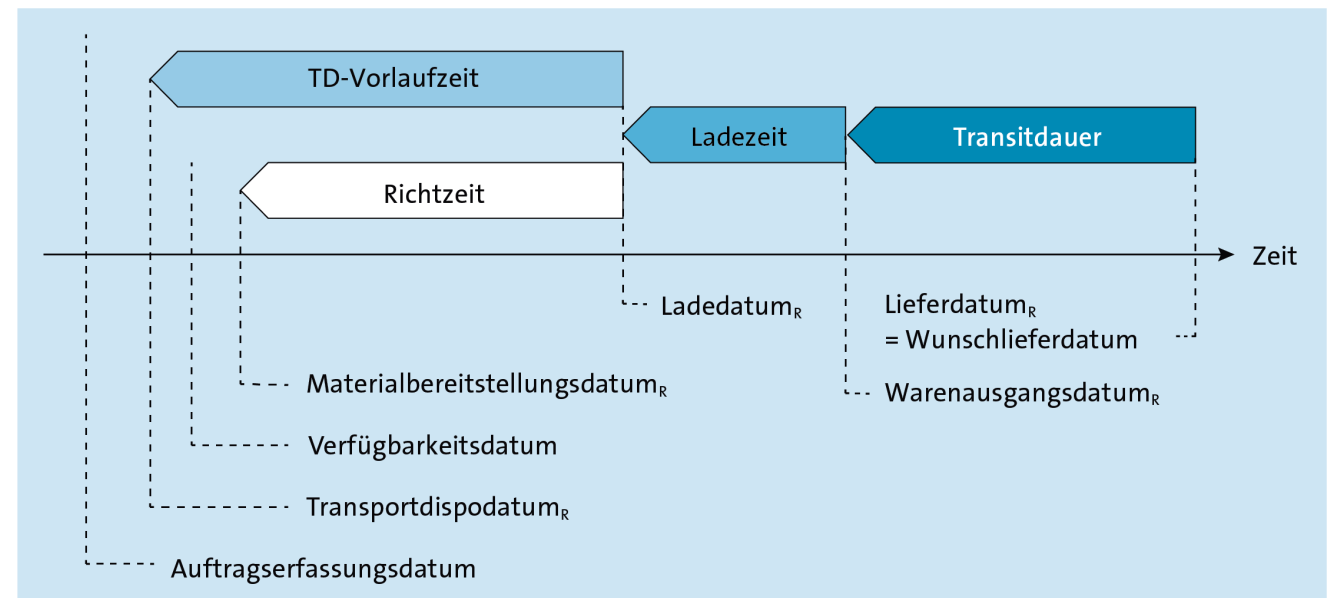 TD-Vorlaufzeit
Ladezeit
Transitdauer
Richtzeit
Zeit
Ladedatum_R
Lieferdatum_R
= Wunschlieferdatum
Materialbereitstellungsdatum_R
Warenausgangsdatum_R
Verfügbarkeitsdatum
Transportdispodatum_R
Auftragserfassungsdatum